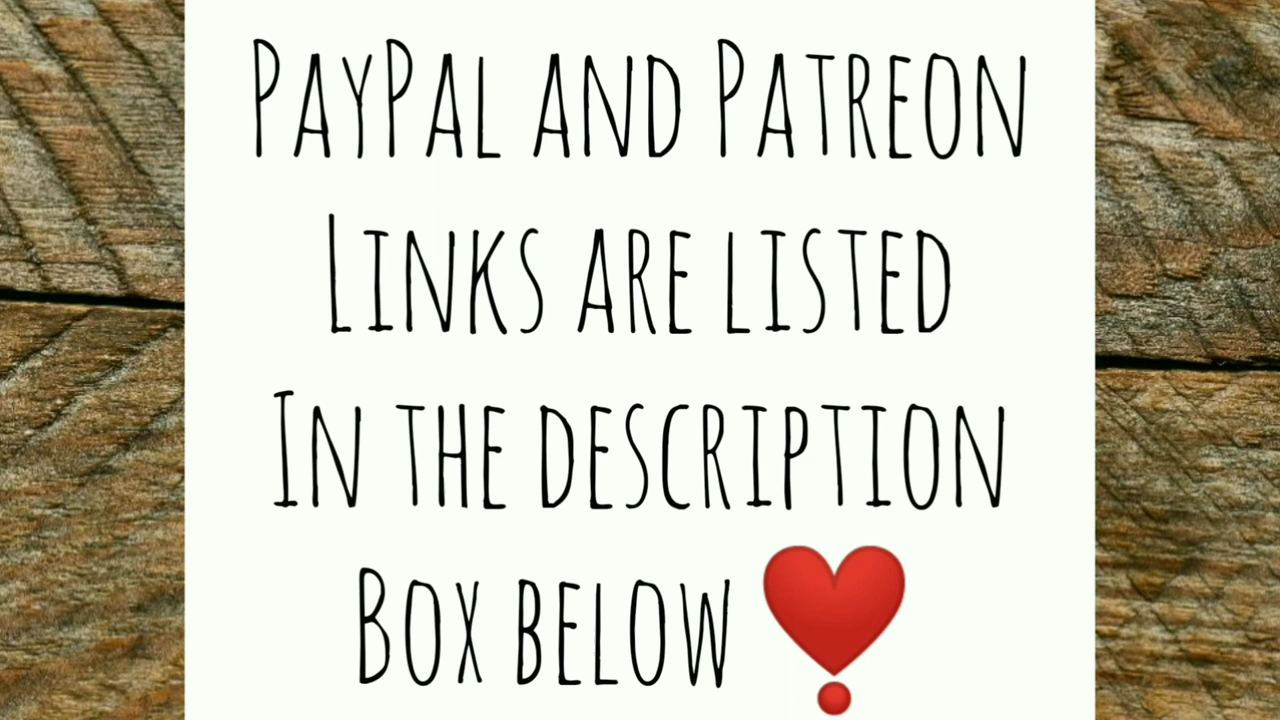 PayPal and Patreon
Links are listed
In the description
Box below ❣️